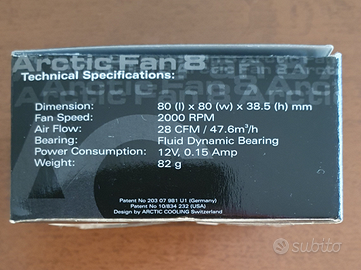 Arctic Fan 8
Technical Specifications:
Dimension: 80 (l) x 80 (w) x 38.5 (h) mm
Fan Speed: 2000 RPM
Air Flow: 28 CFM / 47.6m³/h
Bearing: Fluid Dynamic Bearing
Power Consumption: 12V, 0.15 Amp
Weight: 82 g
Patent No 203 07 981 U1 (Germany)
Patent No 10/834 232 (USA)
Design by ARCTIC COOLING Switzerland
subito